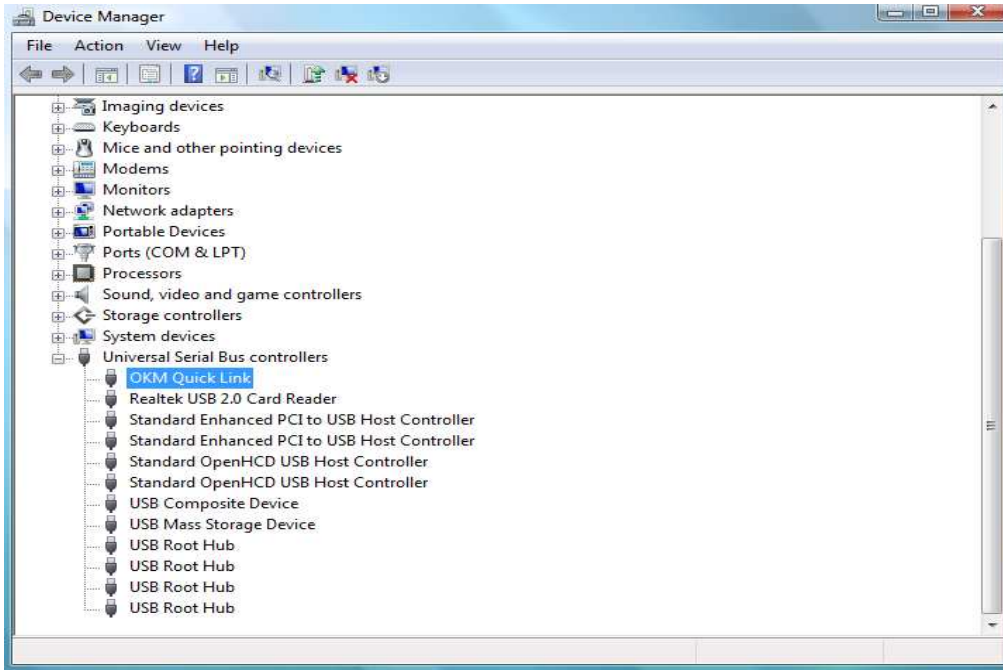 Device Manager
File Action View Help
Imaging devices
Keyboards
Mice and other pointing devices
Modems
Monitors
Network adapters
Portable Devices
Ports (COM & LPT)
Processors
Sound, video and game controllers
Storage controllers
System devices
Universal Serial Bus controllers
OKM Quick Link
Realtek USB 2.0 Card Reader
Standard Enhanced PCI to USB Host Controller
Standard Enhanced PCI to USB Host Controller
Standard OpenHCD USB Host Controller
Standard OpenHCD USB Host Controller
USB Composite Device
USB Mass Storage Device
USB Root Hub
USB Root Hub
USB Root Hub
USB Root Hub